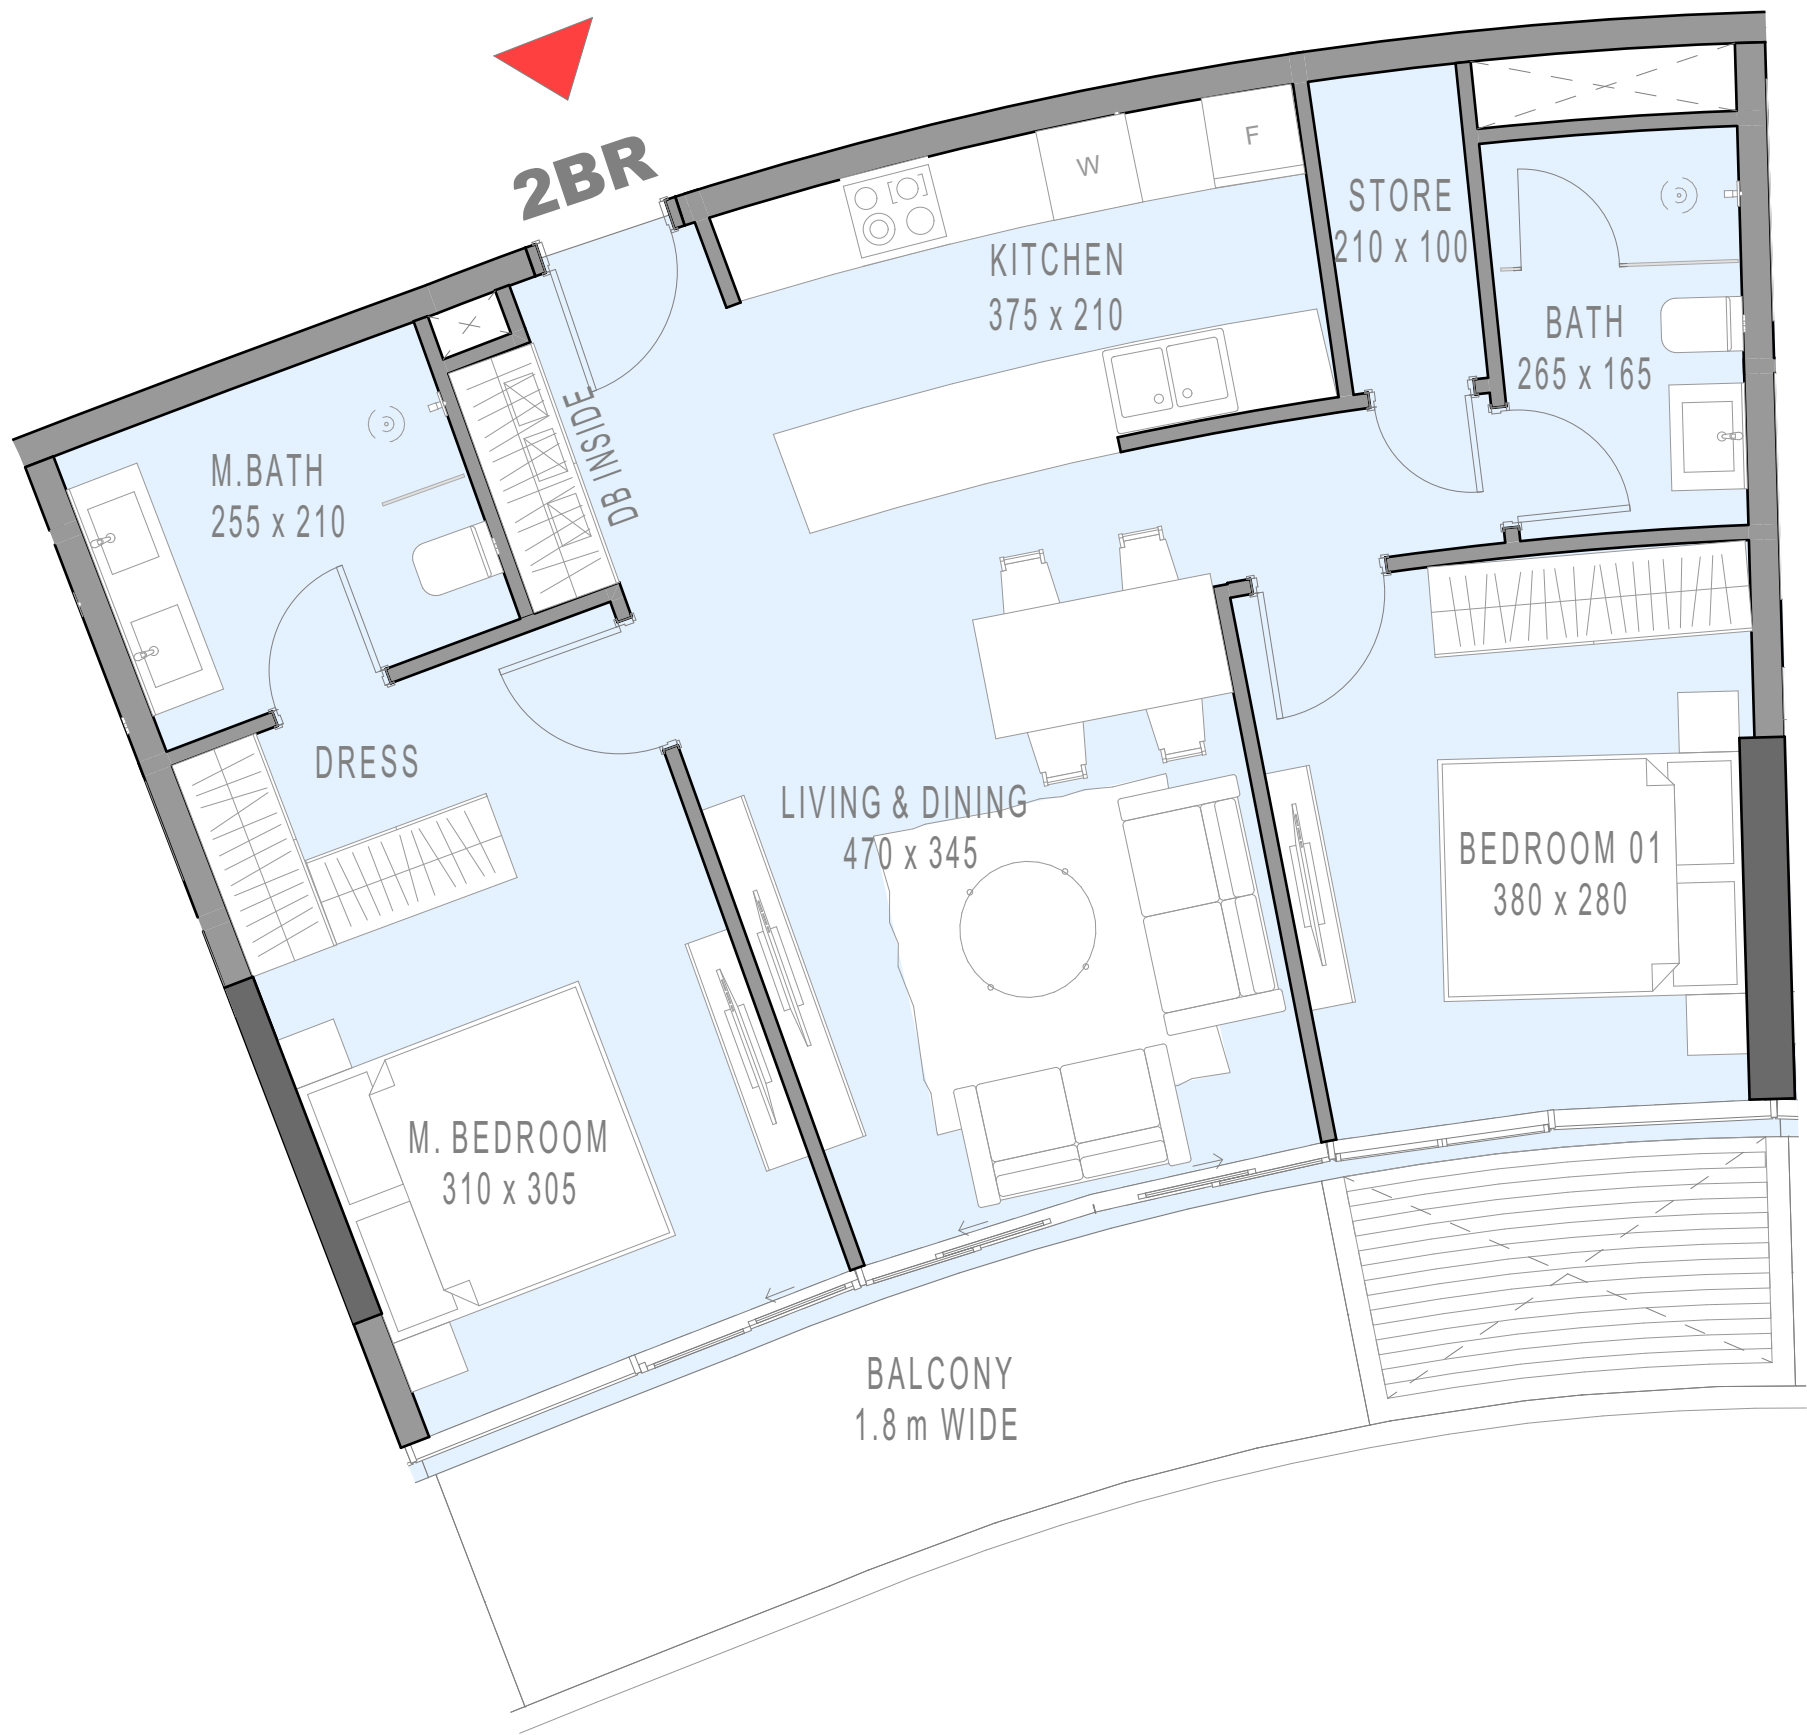 2BR
W
F
STORE
210 x 100
KITCHEN
375 x 210
BATH
265 x 165
DB INSIDE
M.BATH
255 x 210
DRESS
LIVING & DINING
470 x 345
BEDROOM 01
380 x 280
M. BEDROOM
310 x 305
BALCONY
1.8 m WIDE